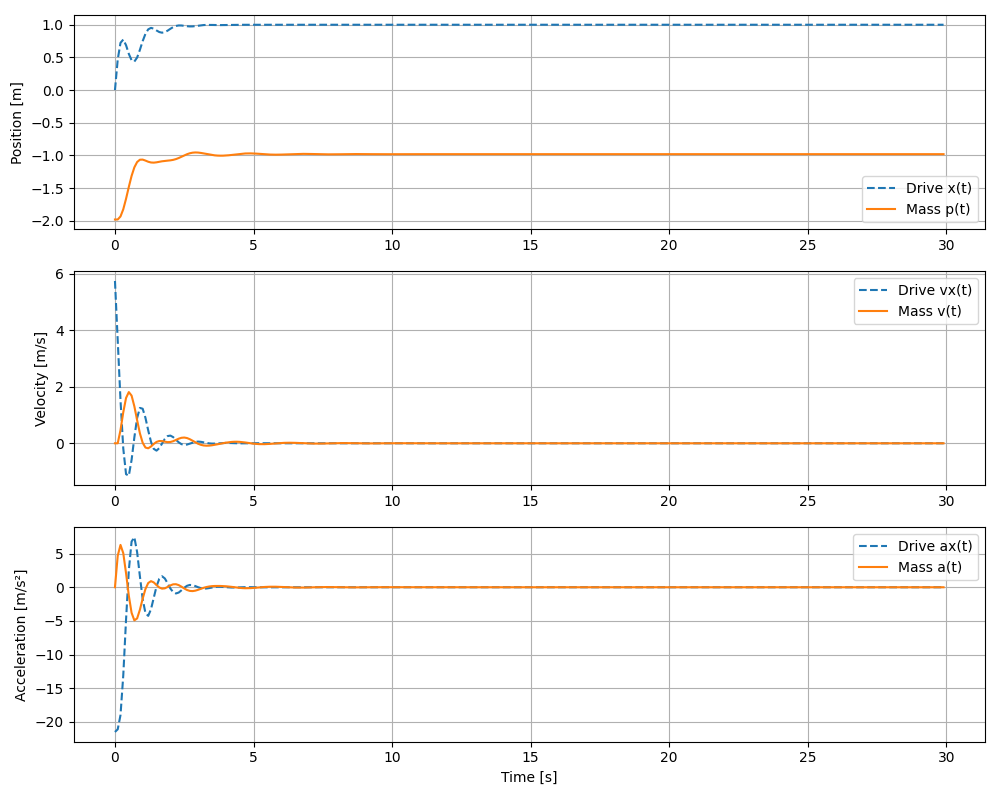 Position [m]
1.0
0.5
0.0
−0.5
−1.0
−1.5
−2.0
Drive x(t)
Mass p(t)
0 5 10 15 20 25 30
Velocity [m/s]
6
4
2
0
Drive vx(t)
Mass v(t)
0 5 10 15 20 25 30
Acceleration [m/s²]
5
0
−5
−10
−15
−20
Drive ax(t)
Mass a(t)
0 5 10 15 20 25 30
Time [s]